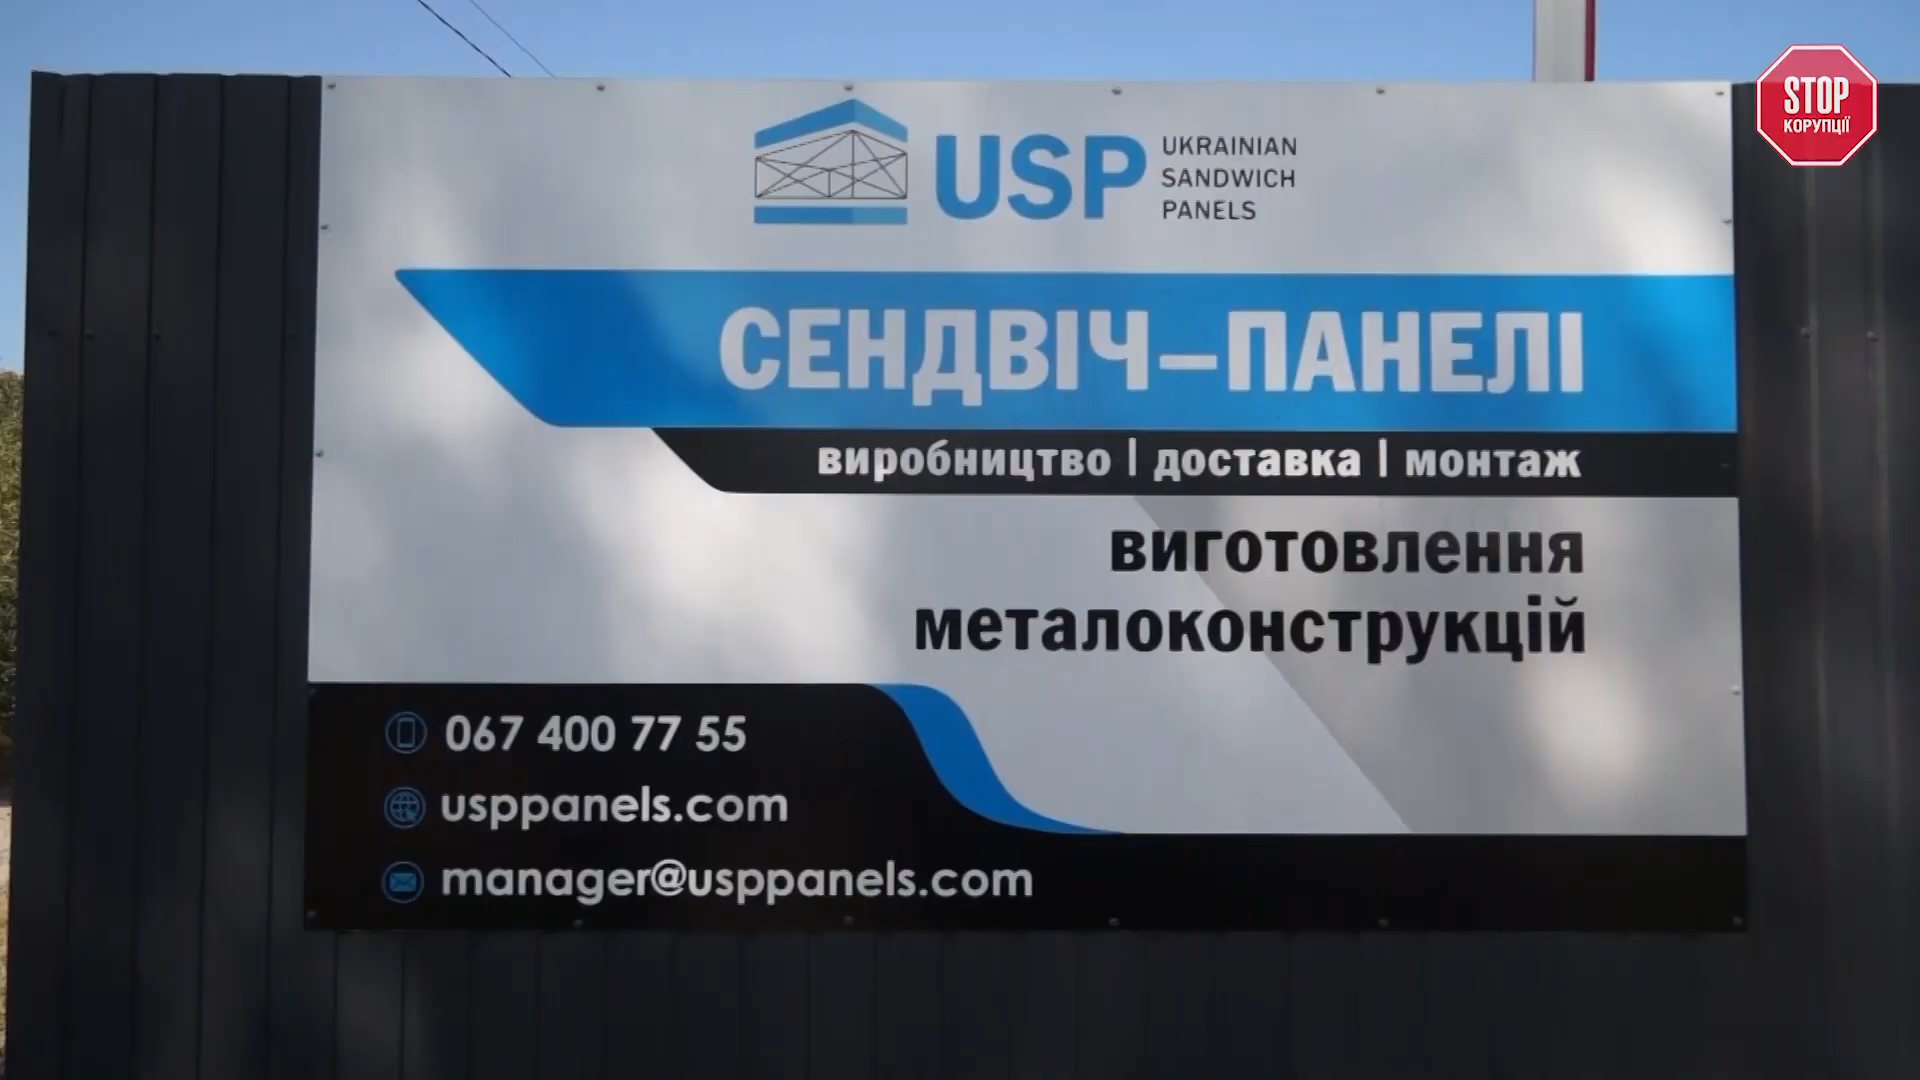 STOP
КОРУПЦІЇ
USP
UKRAINIAN
SANDWICH
PANELS
СЕНДВІЧ–ПАНЕЛІ
виробництво | доставка | монтаж
виготовлення
металоконструкцій
067 400 77 55
usppanels.com
manager@usppanels.com